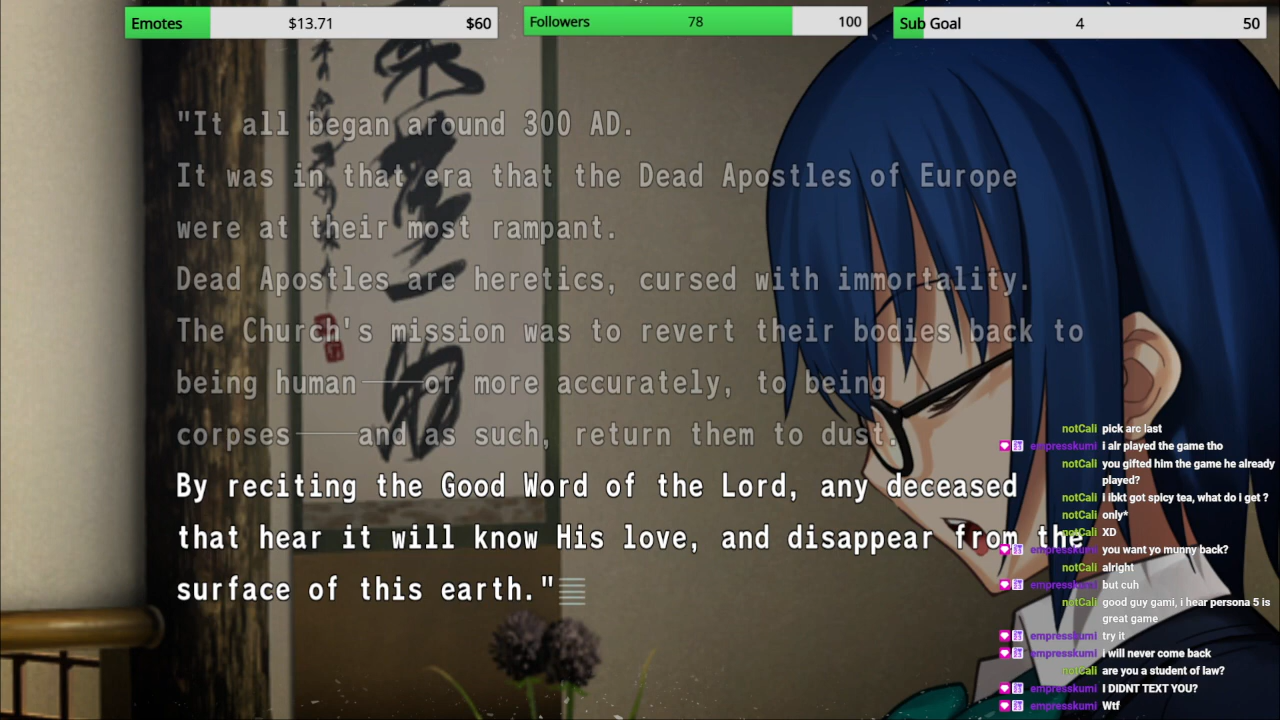 Emotes $13.71 $60
Followers 78 100
Sub Goal 4 50
"It all began around 300 AD.
It was in that era that the Dead Apostles of Europe
were at their most rampant.
Dead Apostles are heretics, cursed with immortality.
The Church's mission was to revert their bodies back to
being human——or more accurately, to being
corpses——and as such, return them to dust.
By reciting the Good Word of the Lord, any deceased
that hear it will know His love, and disappear from the
surface of this earth."
notCali pick arc last
empresskumi i alr played the game tho
notCali you gifted him the game he already
played?
notCali i ibkt got spicy tea, what do i get ?
notCali only*
notCali XD
empresskumi you want yo munny back?
notCali alright
empresskumi but cuh
notCali good guy gami, i hear persona 5 is
great game
empresskumi try it
empresskumi i will never come back
notCali are you a student of law?
empresskumi I DIDNT TEXT YOU?
empresskumi Wtf